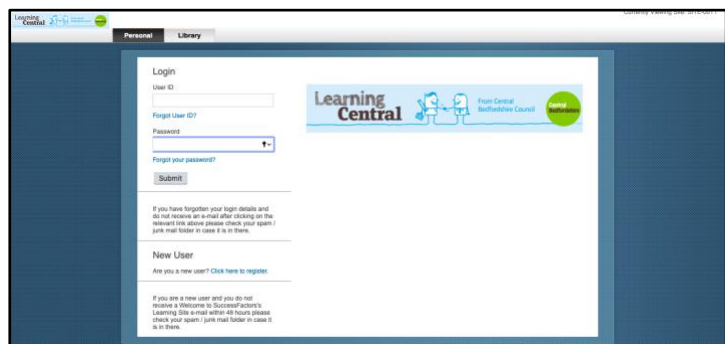 Learning
Central
Currently Viewing Site: SITE-0011
Personal
Library
Login
User ID
Forgot User ID?
Password
Forgot your password?
Submit
If you have forgotten your login details and
do not receive an e-mail after clicking on the
relevant link above please check your spam /
junk mail folder in case it is in there.
New User
Are you a new user? Click here to register.
If you are a new user and you do not
receive a Welcome to SuccessFactors's
Learning Site e-mail within 48 hours please
check your spam / junk mail folder in case it
is in there.
Learning
Central
From Central
Bedfordshire Council
Central
Bedfordshire